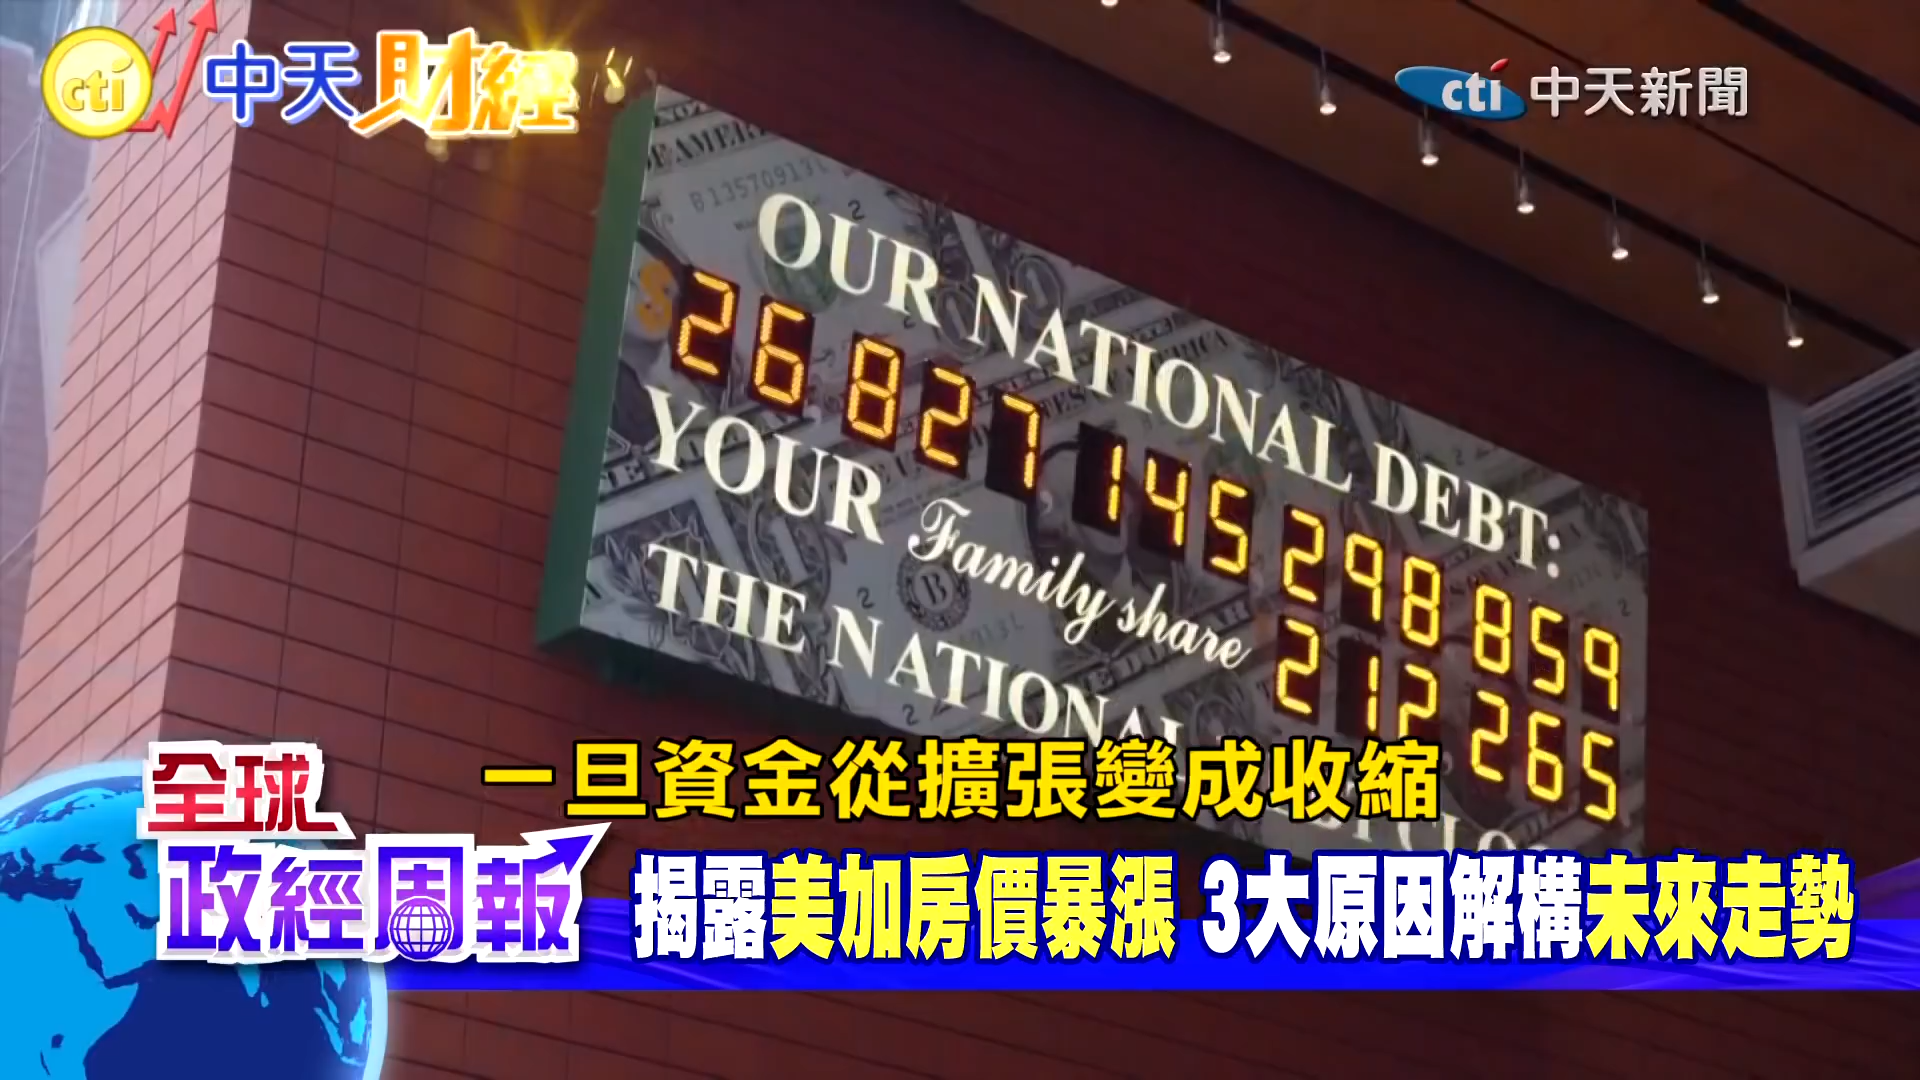 cti 中天財經
cti 中天新聞
OUR NATIONAL DEBT:
$26 827 145 298 859
YOUR Family share 212 265
THE NATIONAL DEBT CLO
一旦資金從擴張變成收縮
全球
政經周報
揭露美加房價暴漲 3大原因解構未來走勢